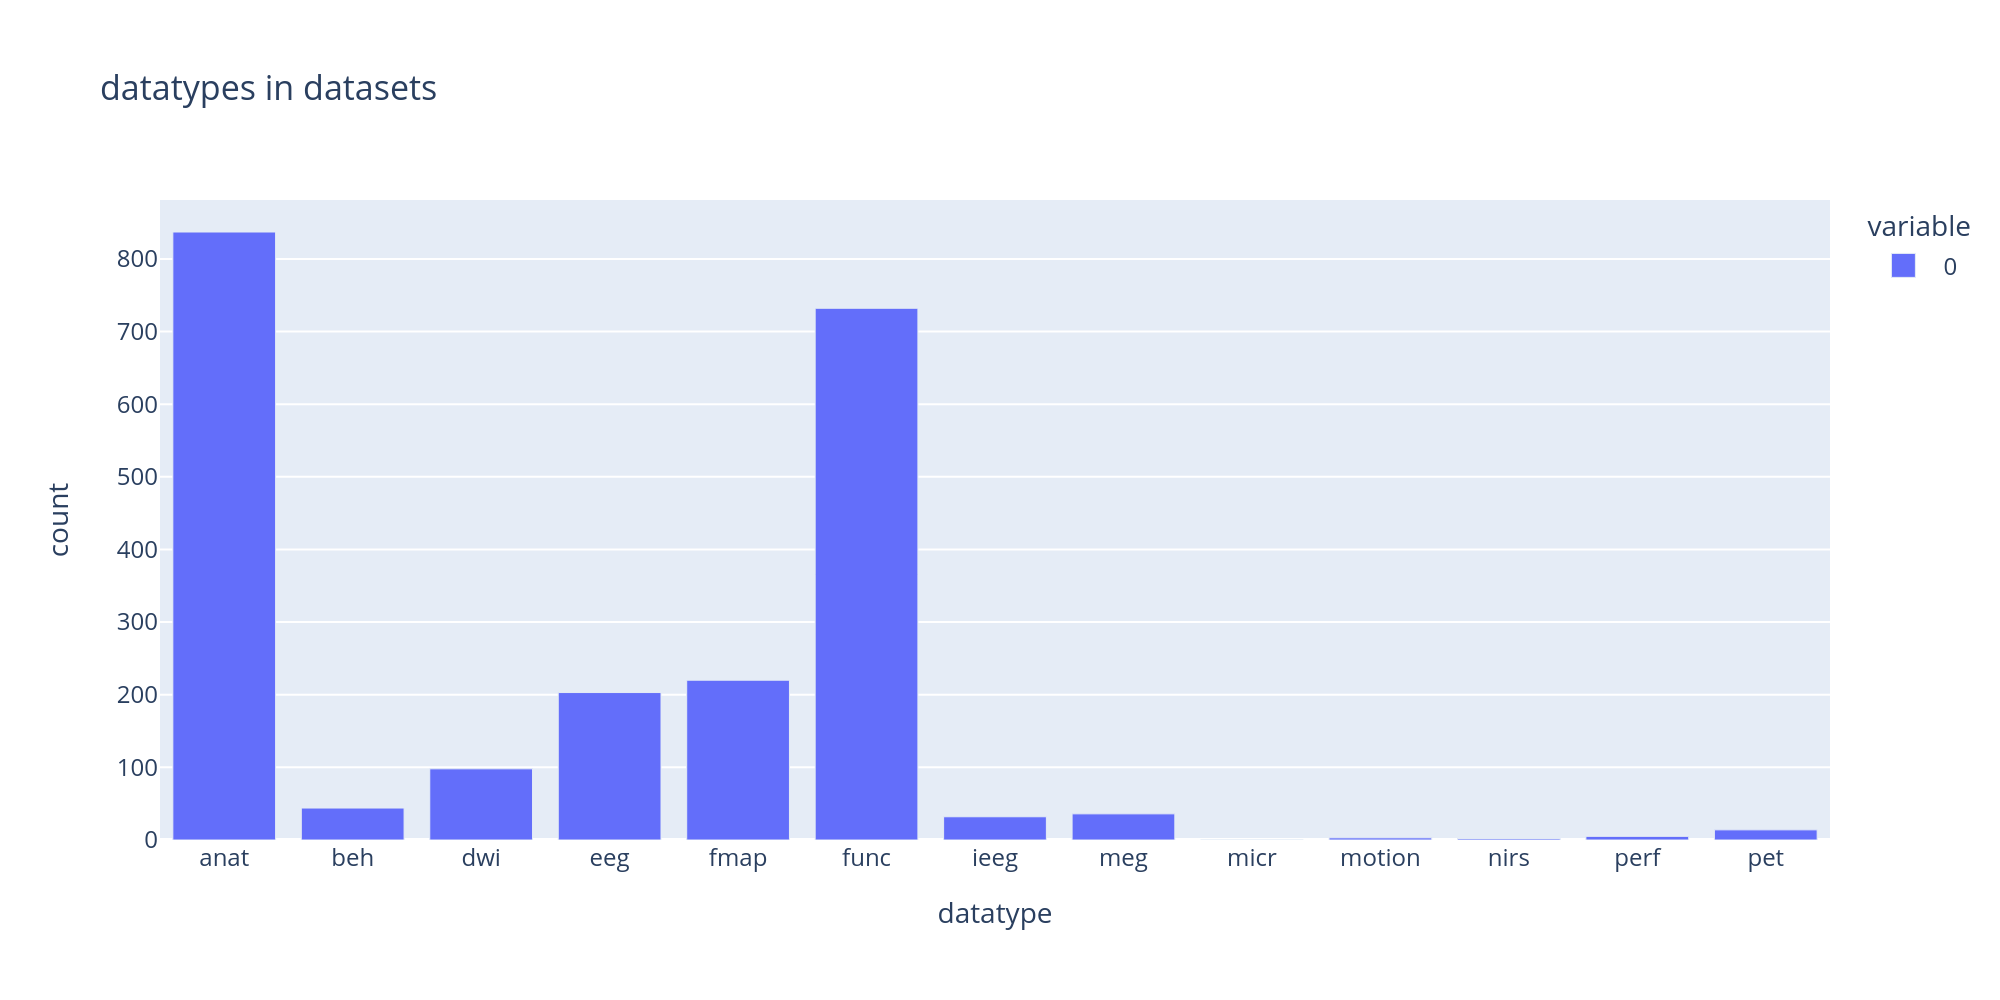 datatypes in datasets
variable
0
800
700
600
500
400
300
200
100
0
count
anat beh dwi eeg fmap func ieeg meg micr motion nirs perf pet
datatype